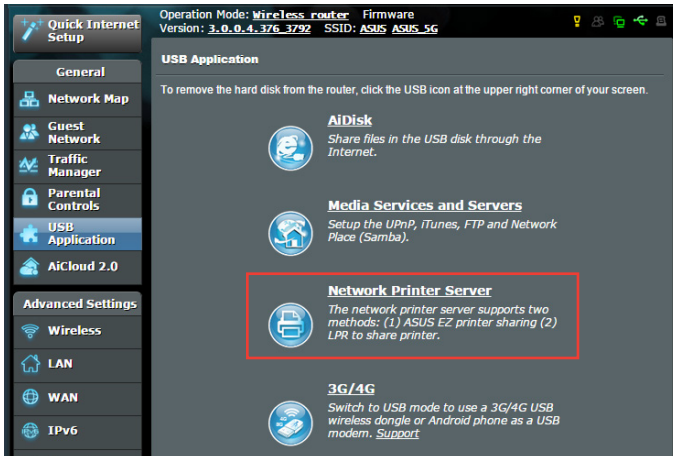 Quick Internet
Setup
Operation Mode: Wireless router Firmware
Version: 3.0.0.4.376_3792 SSID: ASUS ASUS_5G
General
Network Map
Guest
Network
Traffic
Manager
Parental
Controls
USB
Application
AiCloud 2.0
Advanced Settings
Wireless
LAN
WAN
IPv6
USB Application
To remove the hard disk from the router, click the USB icon at the upper right corner of your screen.
AiDisk
Share files in the USB disk through the
Internet.
Media Services and Servers
Setup the UPnP, iTunes, FTP and Network
Place (Samba).
Network Printer Server
The network printer server supports two
methods: (1) ASUS EZ printer sharing (2)
LPR to share printer.
3G/4G
Switch to USB mode to use a 3G/4G USB
wireless dongle or Android phone as a USB
modem. Support